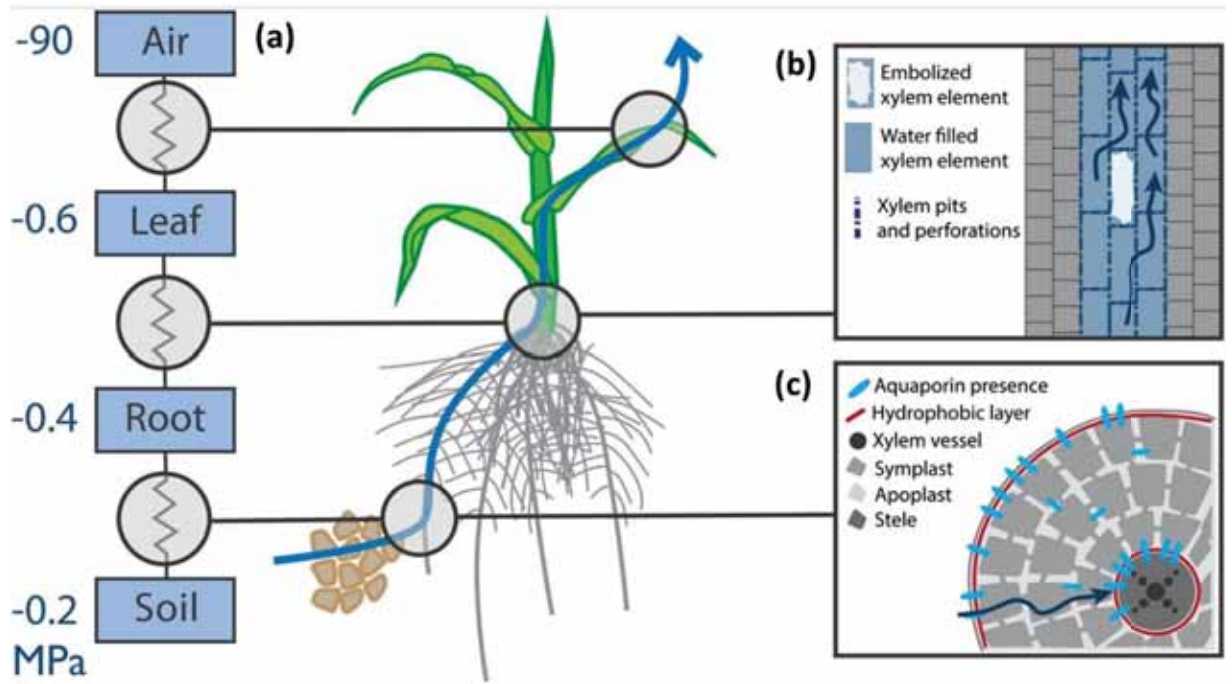 -90
Air
(a)
-0.6
Leaf
-0.4
Root
-0.2
Soil
MPa
(b)
Embolized
xylem element
Water filled
xylem element
Xylem pits
and perforations
(c)
Aquaporin presence
Hydrophobic layer
Xylem vessel
Symplast
Apoplast
Stele